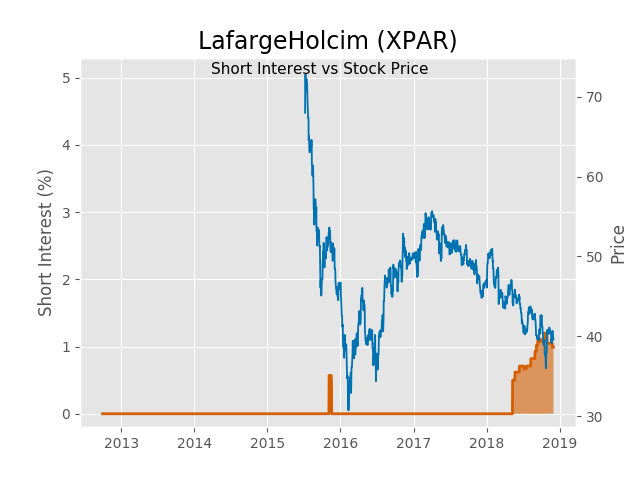 LafargeHolcim (XPAR)
Short Interest vs Stock Price
Short Interest (%)
5
4
3
2
1
0
70
60
50
40
30
Price
2013 2014 2015 2016 2017 2018 2019